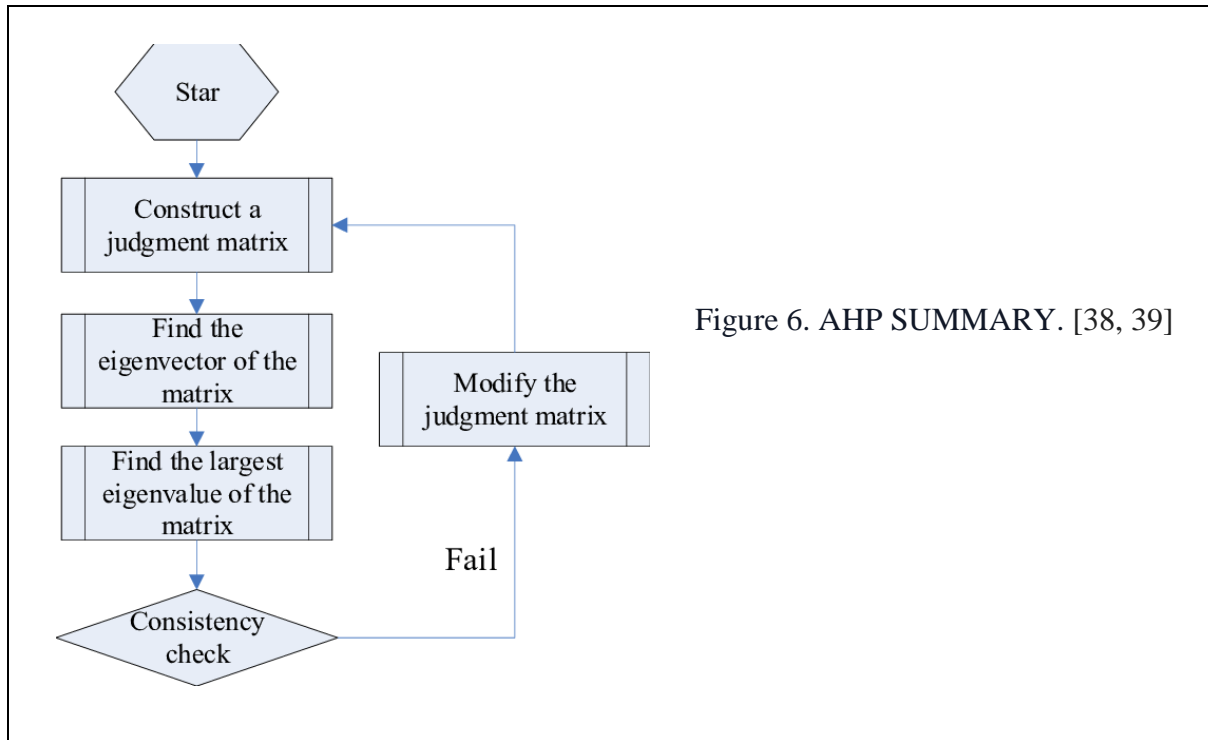 Star
Construct a
judgment matrix
Find the
eigenvector of the
matrix
Find the largest
eigenvalue of the
matrix
Consistency
check
Fail
Modify the
judgment matrix
Figure 6. AHP SUMMARY. [38, 39]